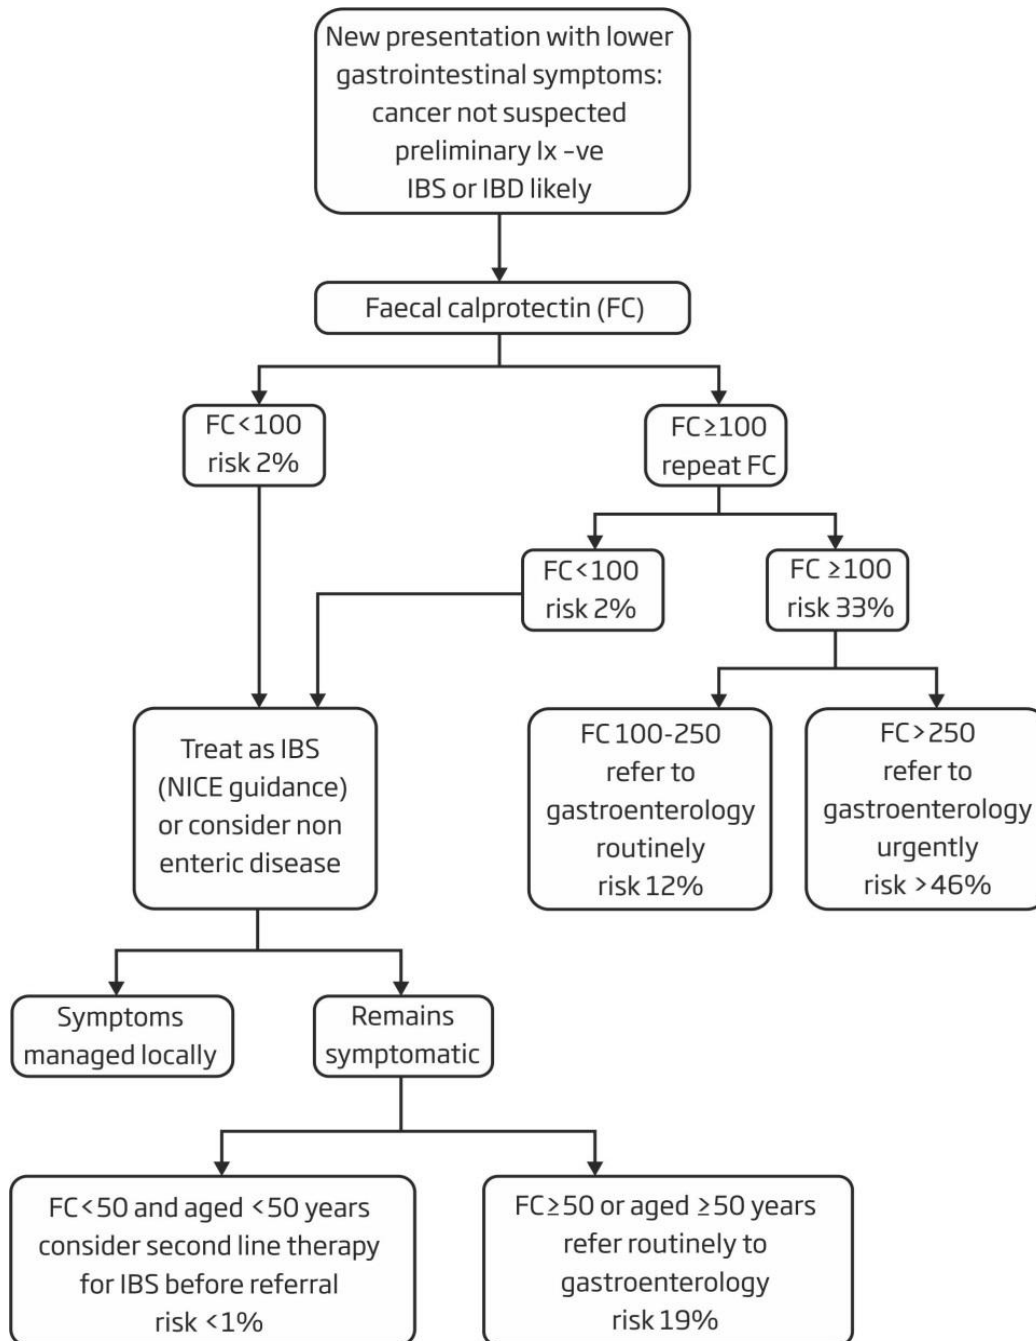 New presentation with lower
gastrointestinal symptoms:
cancer not suspected
preliminary Ix –ve
IBS or IBD likely
Faecal calprotectin (FC)
FC<100
risk 2%
FC≥100
repeat FC
FC<100
risk 2%
FC ≥100
risk 33%
Treat as IBS
(NICE guidance)
or consider non
enteric disease
FC 100-250
refer to
gastroenterology
routinely
risk 12%
FC>250
refer to
gastroenterology
urgently
risk >46%
Symptoms
managed locally
Remains
symptomatic
FC<50 and aged <50 years
consider second line therapy
for IBS before referral
risk <1%
FC≥50 or aged ≥50 years
refer routinely to
gastroenterology
risk 19%